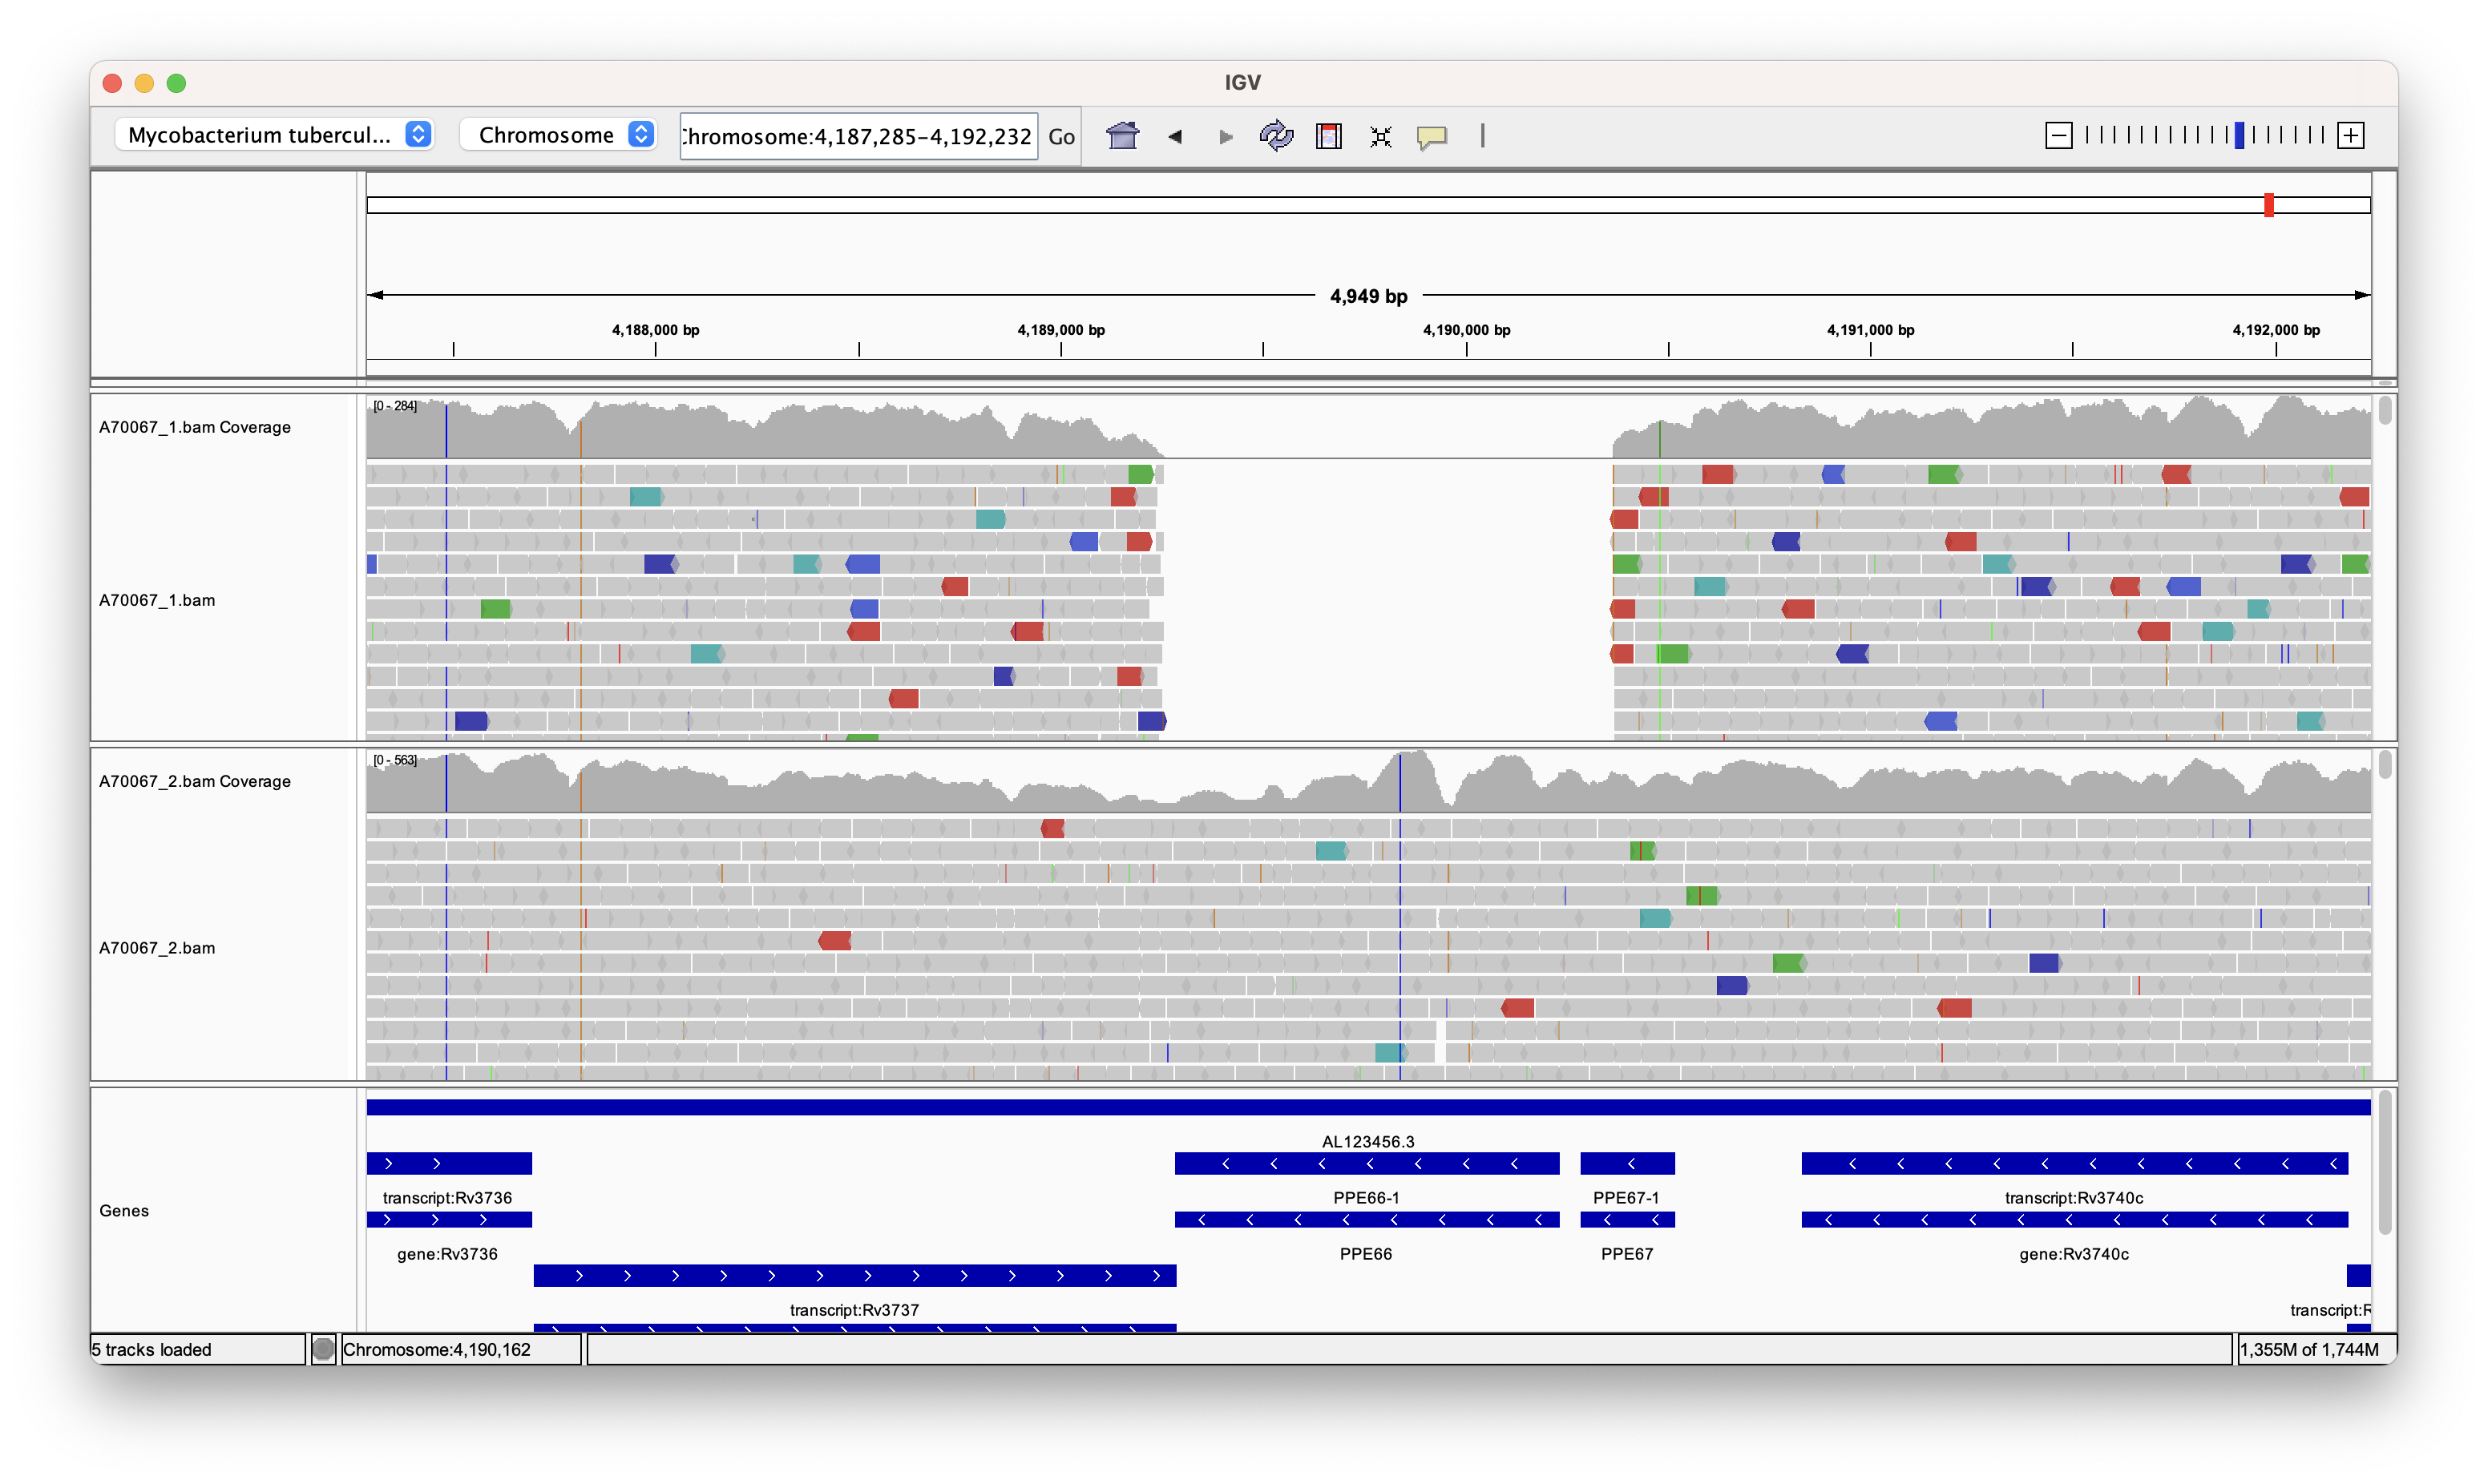 IGV
Mycobacterium tubercul... Chromosome hromosome:4,187,285-4,192,232 Go
4,949 bp
4,188,000 bp 4,189,000 bp 4,190,000 bp 4,191,000 bp 4,192,000 bp
[0 - 284]
A70067_1.bam Coverage
A70067_1.bam
[0 - 563]
A70067_2.bam Coverage
A70067_2.bam
AL123456.3
transcript:Rv3736 PPE66-1 PPE67-1 transcript:Rv3740c
Genes
gene:Rv3736 PPE66 PPE67 gene:Rv3740c
transcript:Rv3737 transcript:R
5 tracks loaded Chromosome:4,190,162 1,355M of 1,744M